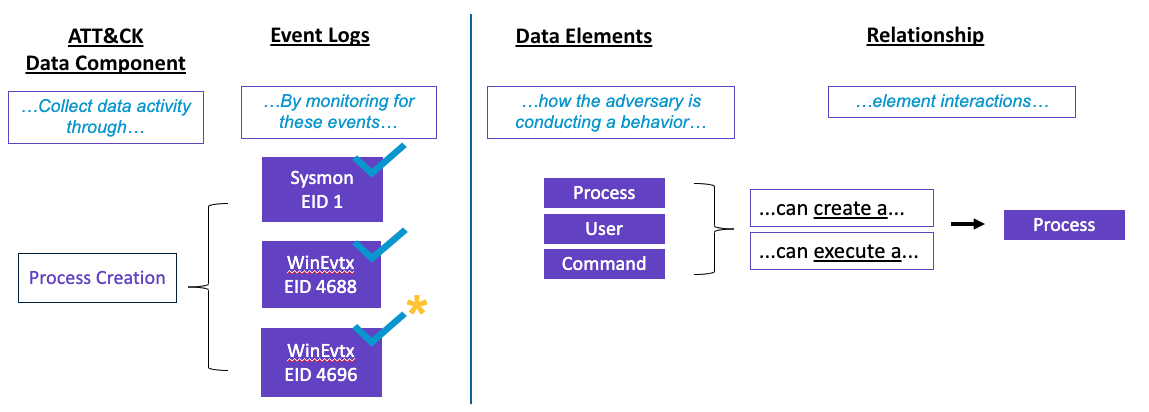 ATT&CK
Data Component
Event Logs
Data Elements
Relationship
…Collect data activity
through…
…By monitoring for
these events…
…how the adversary is
conducting a behavior…
…element interactions…
Sysmon
EID 1
WinEvtx
EID 4688
*
WinEvtx
EID 4696
Process Creation
Process
User
Command
...can create a...
...can execute a...
Process